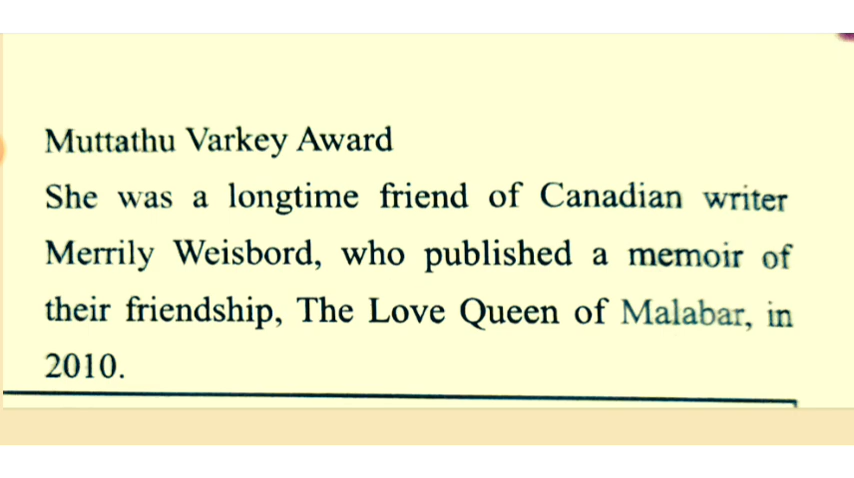 Muttathu Varkey Award
She was a longtime friend of Canadian writer
Merrily Weisbord, who published a memoir of
their friendship, The Love Queen of Malabar, in
2010.